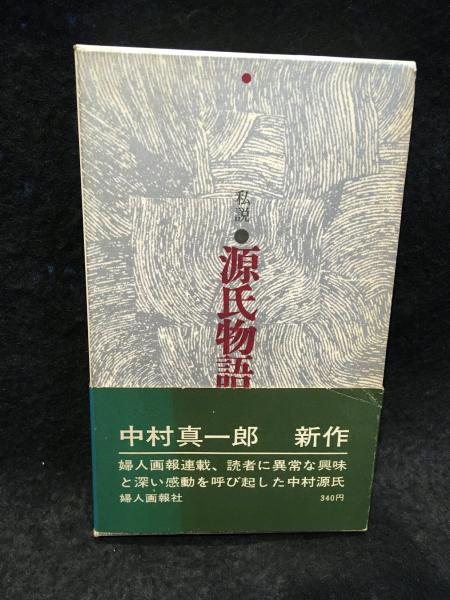 私説●
源氏物語
中村真一郎 新作
婦人画報連載、読者に異常な興味
と深い感動を呼び起した中村源氏
婦人画報社 340円